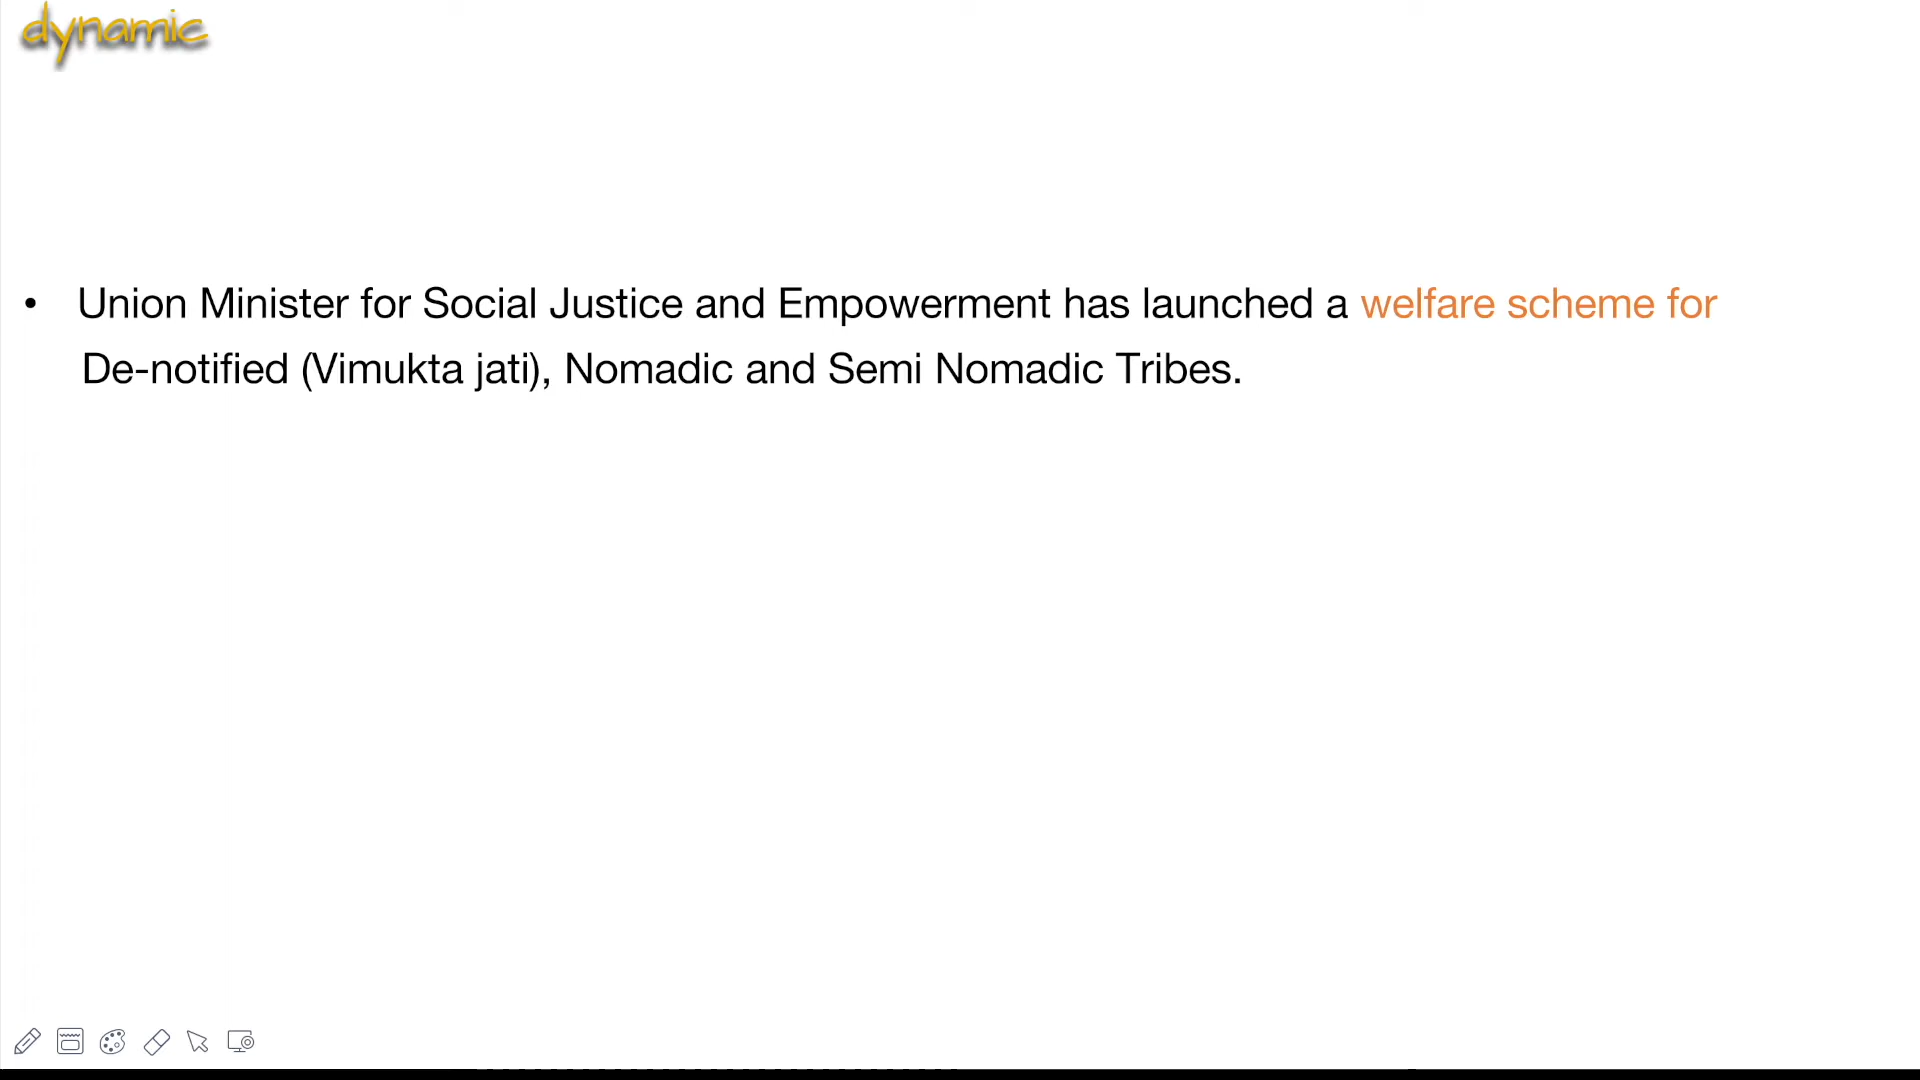 dynamic
• Union Minister for Social Justice and Empowerment has launched a welfare scheme for
De-notified (Vimukta jati), Nomadic and Semi Nomadic Tribes.